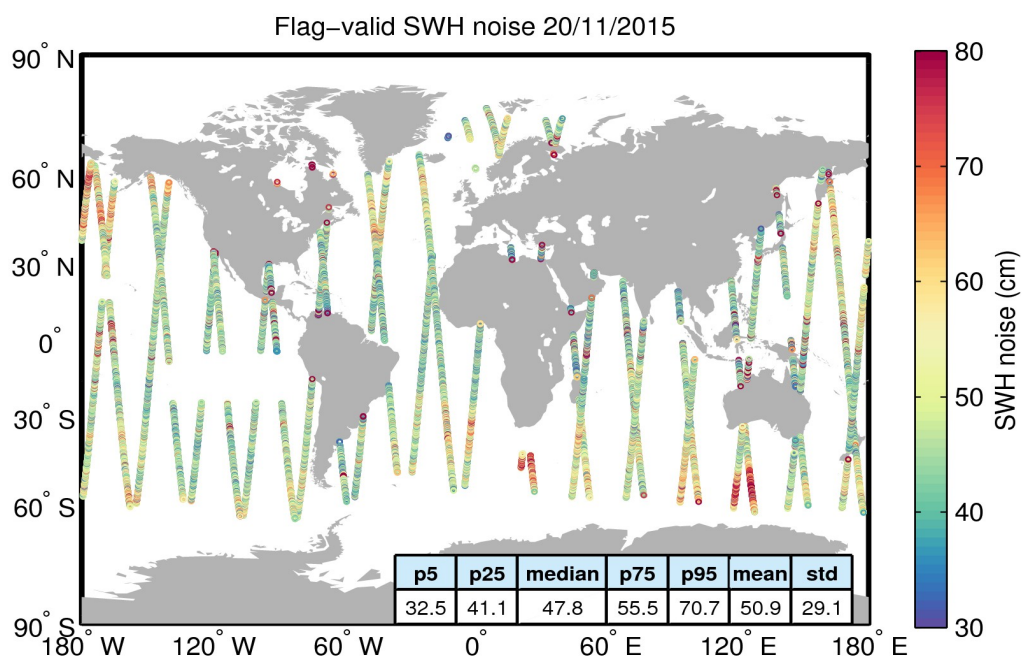 Flag−valid SWH noise 20/11/2015
90° N
60° N
30° N
0°
30° S
60° S
90° S
180° W
120° W
60° W
0°
60° E
120° E
180° E
p5 p25 median p75 p95 mean std
32.5 41.1 47.8 55.5 70.7 50.9 29.1
80
70
60
50
40
30
SWH noise (cm)